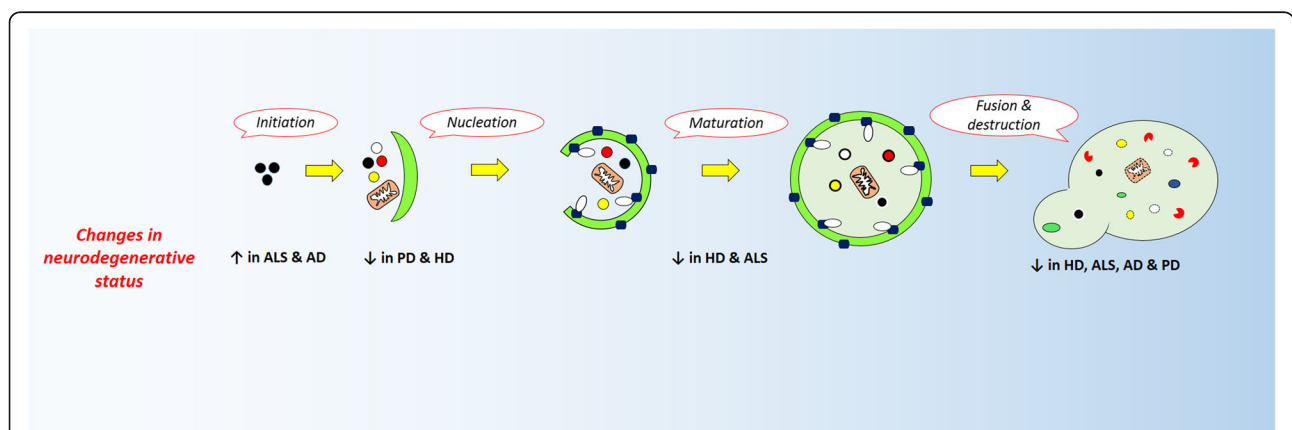 Initiation
Nucleation
Maturation
Fusion &
destruction
Changes in
neurodegenerative
status
↑ in ALS & AD
↓ in PD & HD
↓ in HD & ALS
↓ in HD, ALS, AD & PD